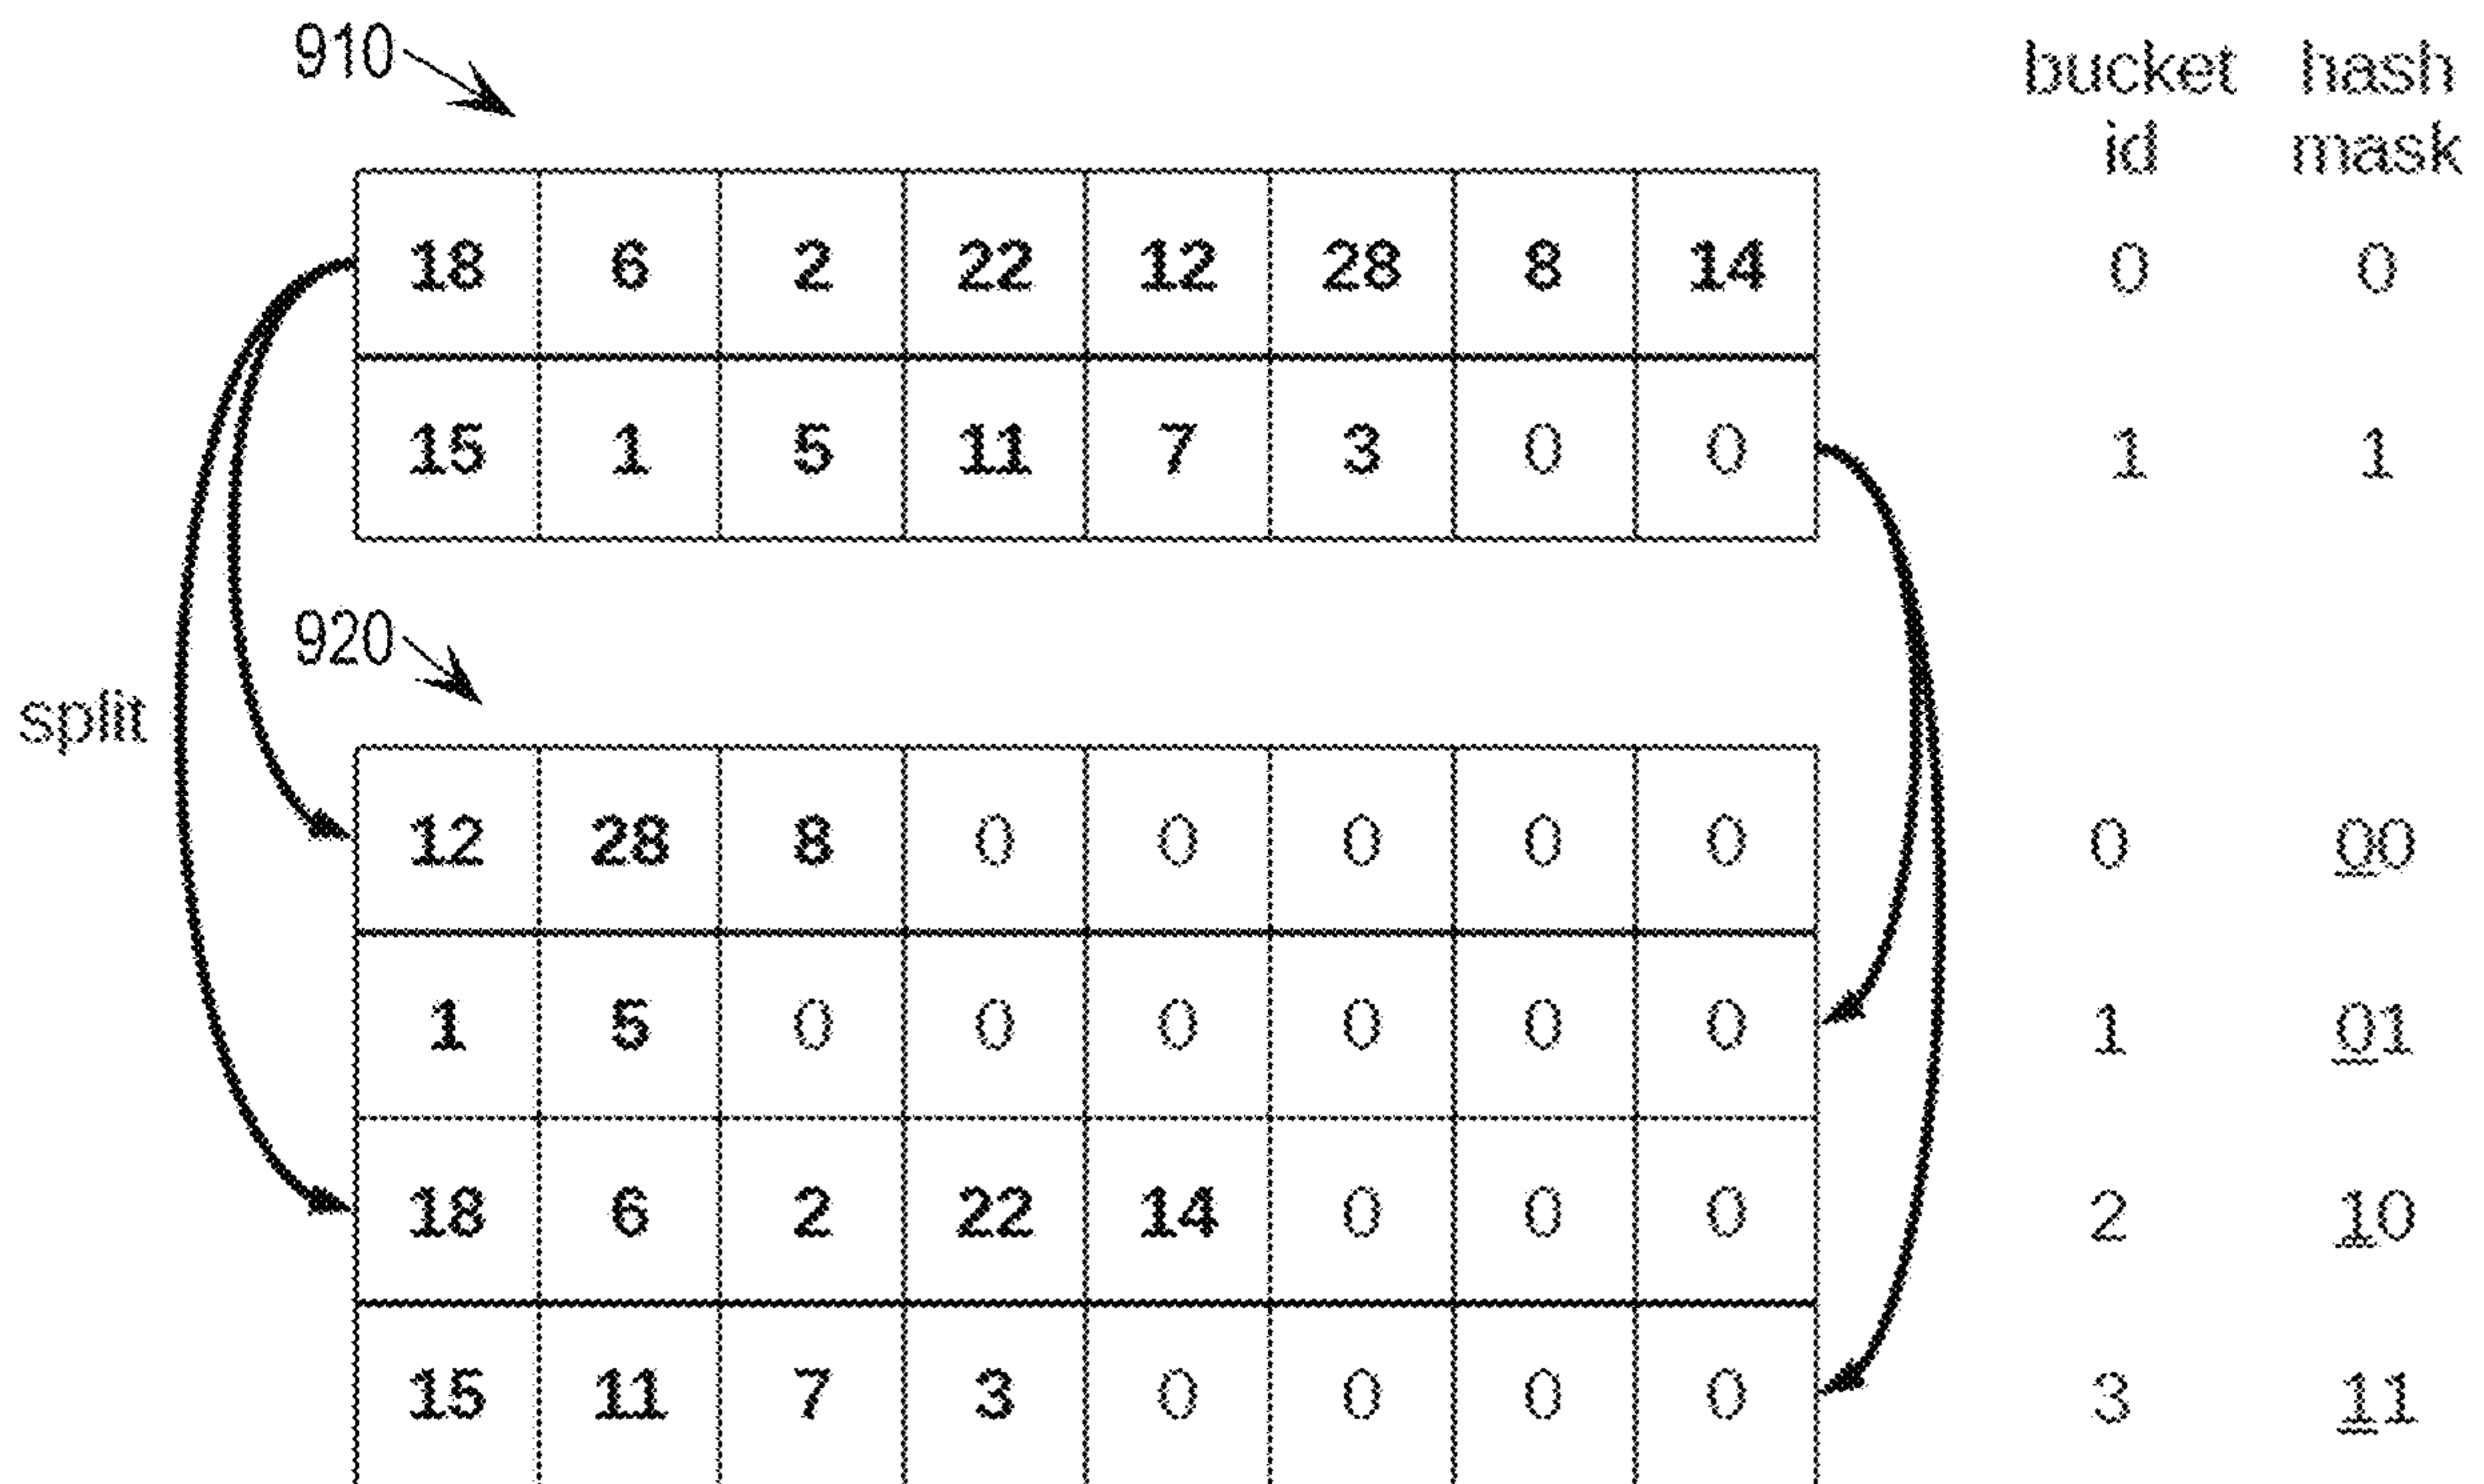 910
bucket hash
id mask
18 6 2 22 12 28 8 14 0 0
15 1 5 11 7 3 0 0 1 1
920
split
12 28 8 0 0 0 0 0 0 00
1 5 0 0 0 0 0 0 1 01
18 6 2 22 14 0 0 0 2 10
15 11 7 3 0 0 0 0 3 11